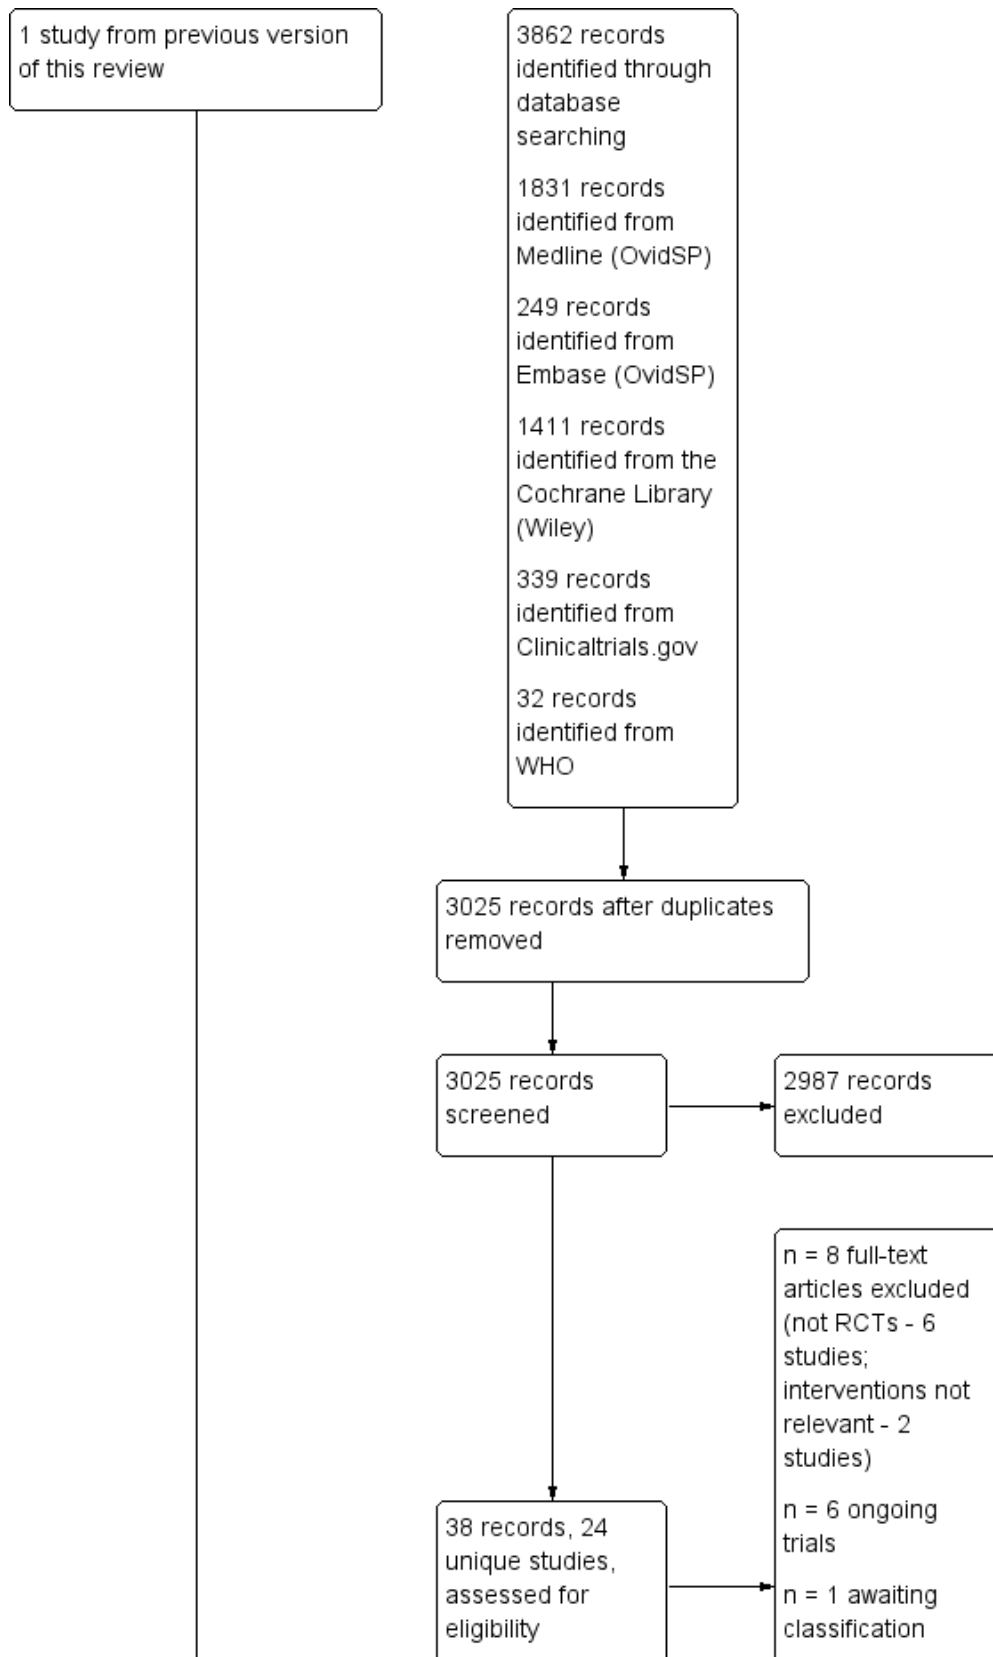 1 study from previous version
of this review
3862 records
identified through
database
searching
1831 records
identified from
Medline (OvidSP)
249 records
identified from
Embase (OvidSP)
1411 records
identified from the
Cochrane Library
(Wiley)
339 records
identified from
Clinicaltrials.gov
32 records
identified from
WHO
3025 records after duplicates
removed
3025 records
screened
2987 records
excluded
n = 8 full-text
articles excluded
(not RCTs - 6
studies;
interventions not
relevant - 2
studies)
n = 6 ongoing
trials
n = 1 awaiting
classification
38 records, 24
unique studies,
assessed for
eligibility